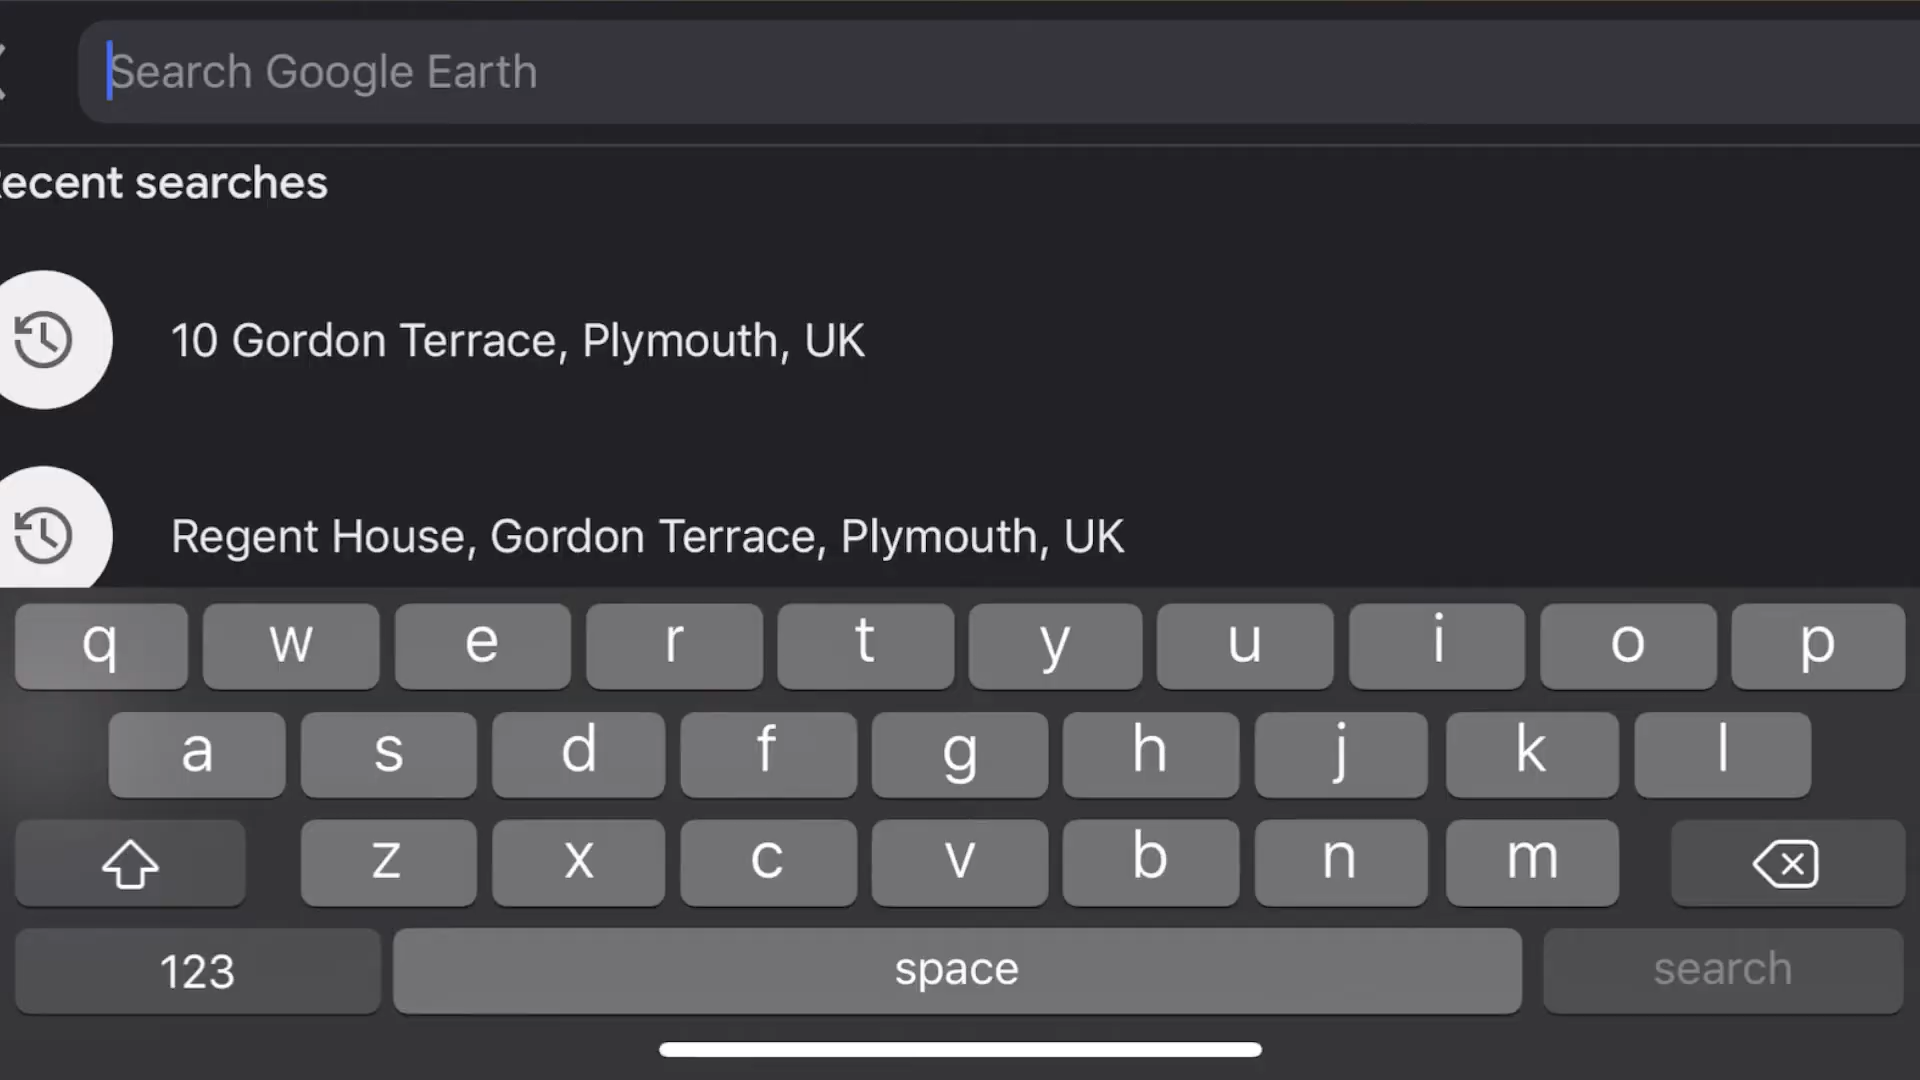 Search Google Earth
ecent searches
10 Gordon Terrace, Plymouth, UK
Regent House, Gordon Terrace, Plymouth, UK
q w e r t y u i o p
a s d f g h j k l
z x c v b n m
123 space search